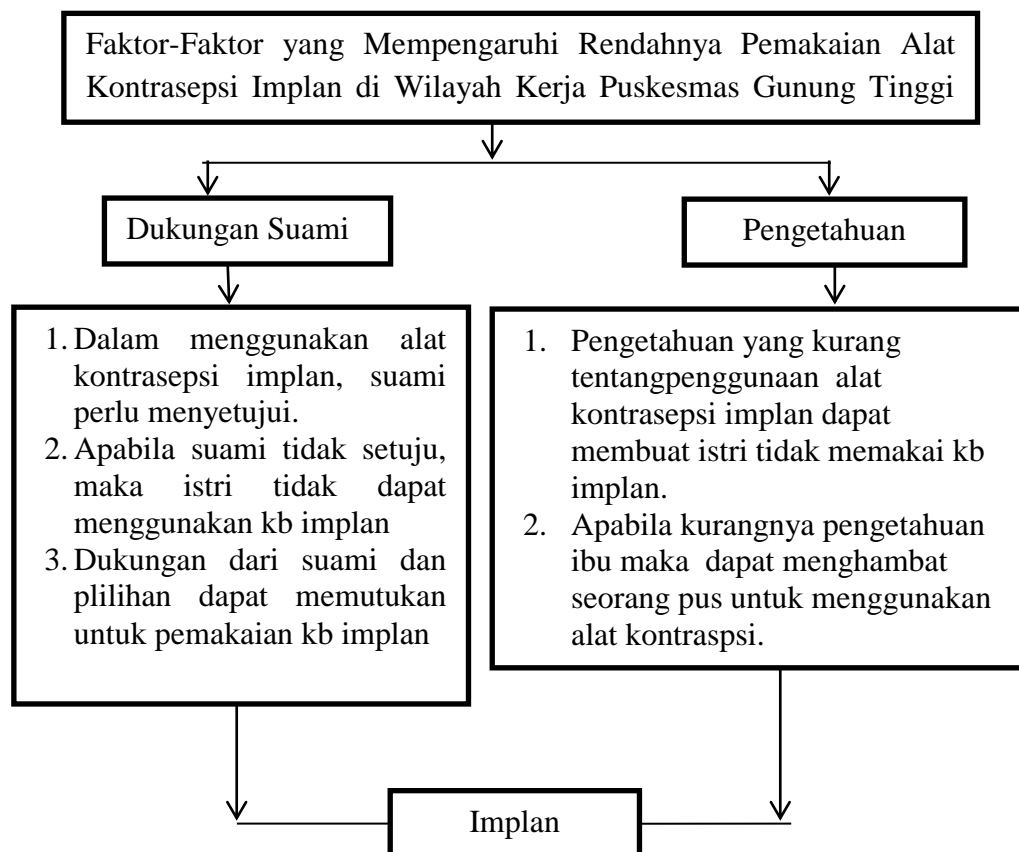 Faktor-Faktor yang Mempengaruhi Rendahnya Pemakaian Alat
Kontrasepsi Implan di Wilayah Kerja Puskesmas Gunung Tinggi
Dukungan Suami
Pengetahuan
1. Dalam menggunakan alat
kontrasepsi implan, suami
perlu menyetujui.
2. Apabila suami tidak setuju,
maka istri tidak dapat
menggunakan kb implan
3. Dukungan dari suami dan
plilihan dapat memutukan
untuk pemakaian kb implan
1. Pengetahuan yang kurang
tentangpenggunaan alat
kontrasepsi implan dapat
membuat istri tidak memakai kb
implan.
2. Apabila kurangnya pengetahuan
ibu maka dapat menghambat
seorang pus untuk menggunakan
alat kontraspsi.
Implan